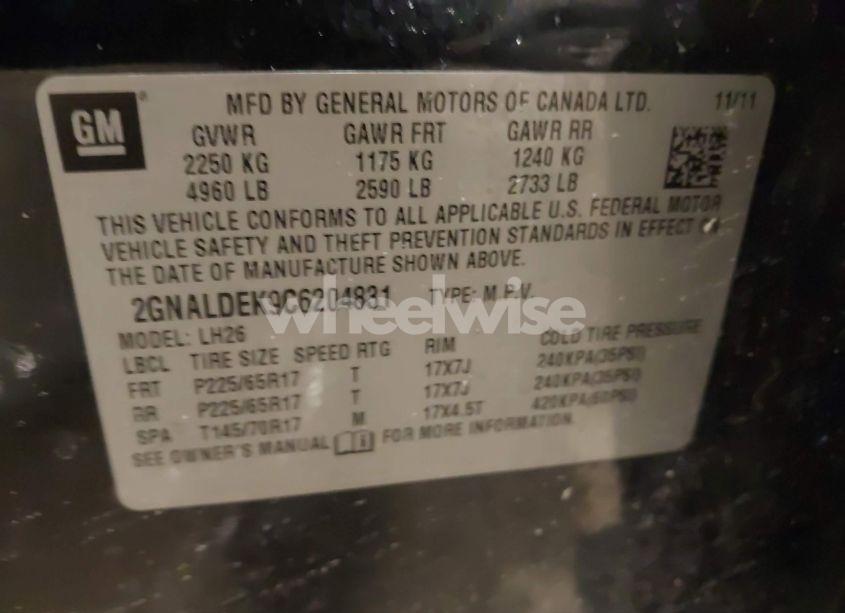 GM
MFD BY GENERAL MOTORS OF CANADA LTD. 11/11
GVWR GAWR FRT GAWR RR
2250 KG 1175 KG 1240 KG
4960 LB 2590 LB 2733 LB
THIS VEHICLE CONFORMS TO ALL APPLICABLE U.S. FEDERAL MOTOR
VEHICLE SAFETY AND THEFT PREVENTION STANDARDS IN EFFECT ON
THE DATE OF MANUFACTURE SHOWN ABOVE.
2GNALDEK9C6204831 TYPE: M.P.V.
wheelwise
MODEL: LH26
LBCL TIRE SIZE SPEED RTG RIM COLD TIRE PRESSURE
FRT P225/65R17 T 17X7J 240KPA(35PSI)
RR P225/65R17 T 17X7J 240KPA(35PSI)
SPA T145/70R17 M 17X4.5T 420KPA(60PSI)
SEE OWNER'S MANUAL FOR MORE INFORMATION.